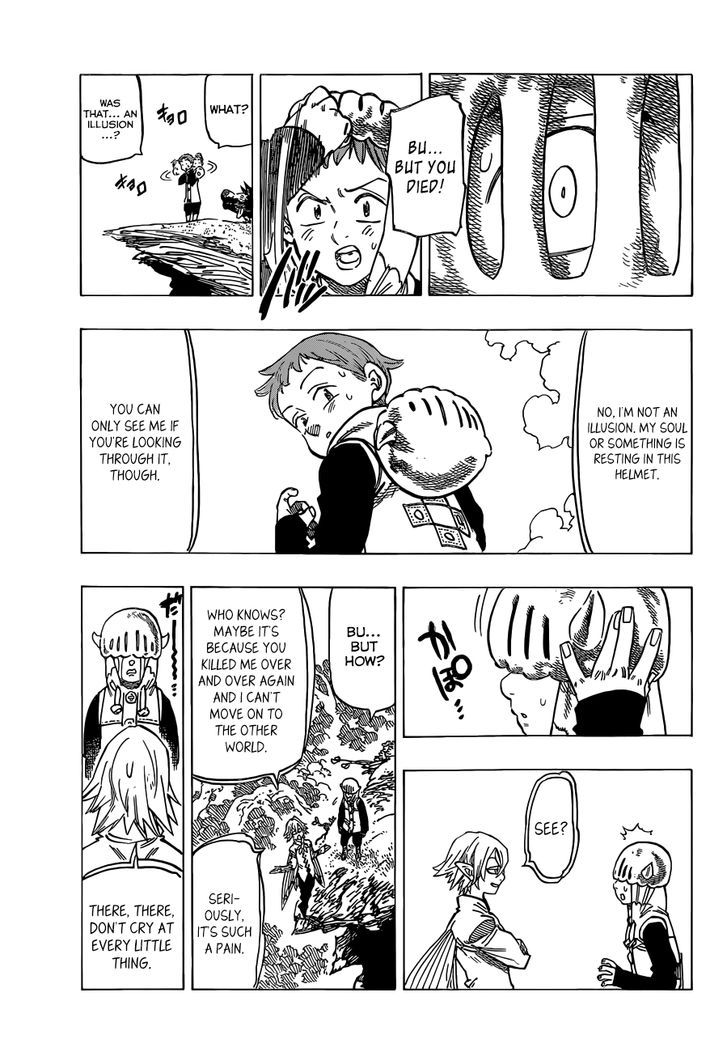 BU...
BUT YOU
DIED!
WHAT?
キョロ
WAS
THAT... AN
ILLUSION
...?
キョロ
NO, I'M NOT AN
ILLUSION. MY SOUL
OR SOMETHING IS
RESTING IN THIS
HELMET.
YOU CAN
ONLY SEE ME IF
YOU'RE LOOKING
THROUGH IT,
THOUGH.
かぽ...
SEE?
BU...
BUT
HOW?
WHO KNOWS?
MAYBE IT'S
BECAUSE YOU
KILLED ME OVER
AND OVER AGAIN
AND I CAN'T
MOVE ON TO
THE OTHER
WORLD.
SERI-
OUSLY,
IT'S SUCH
A PAIN.
THERE, THERE,
DON'T CRY AT
EVERY LITTLE
THING.